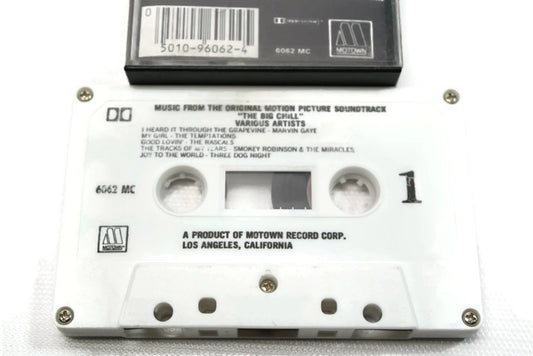 0
5010-96062-4
6062 MC
MOTOWN
MUSIC FROM THE ORIGINAL MOTION PICTURE SOUNDTRACK
"THE BIG CHILL"
VARIOUS ARTISTS
I HEARD IT THROUGH THE GRAPEVINE - MARVIN GAYE
MY GIRL - THE TEMPTATIONS
GOOD LOVIN' - THE RASCALS
THE TRACKS OF MY TEARS - SMOKEY ROBINSON & THE MIRACLES
JOY TO THE WORLD - THREE DOG NIGHT
6062 MC
1
MOTOWN
A PRODUCT OF MOTOWN RECORD CORP.
LOS ANGELES, CALIFORNIA